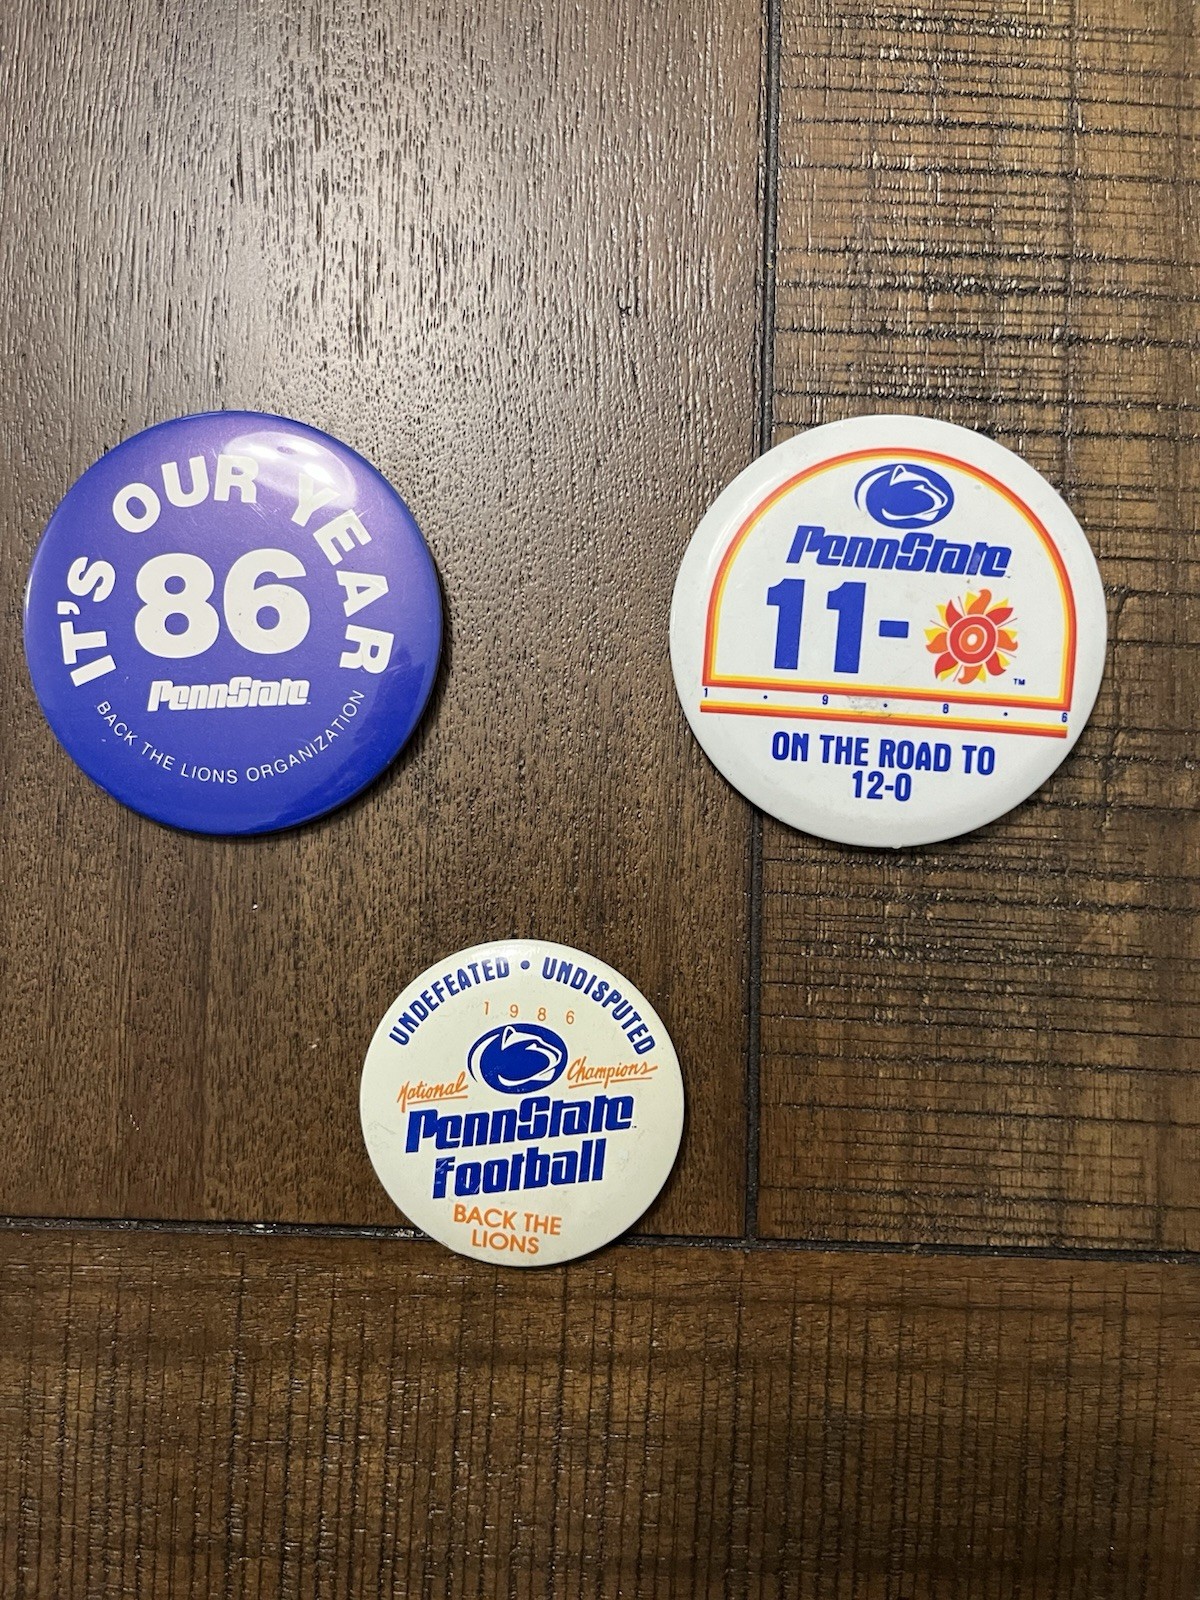 IT'S OUR YEAR
86
PennState
BACK THE LIONS ORGANIZATION
PennState
11-
TM
1 • 9 • 8 • 6
ON THE ROAD TO
12-0
UNDEFEATED • UNDISPUTED
1986
National Champions
PennState
Football
BACK THE
LIONS